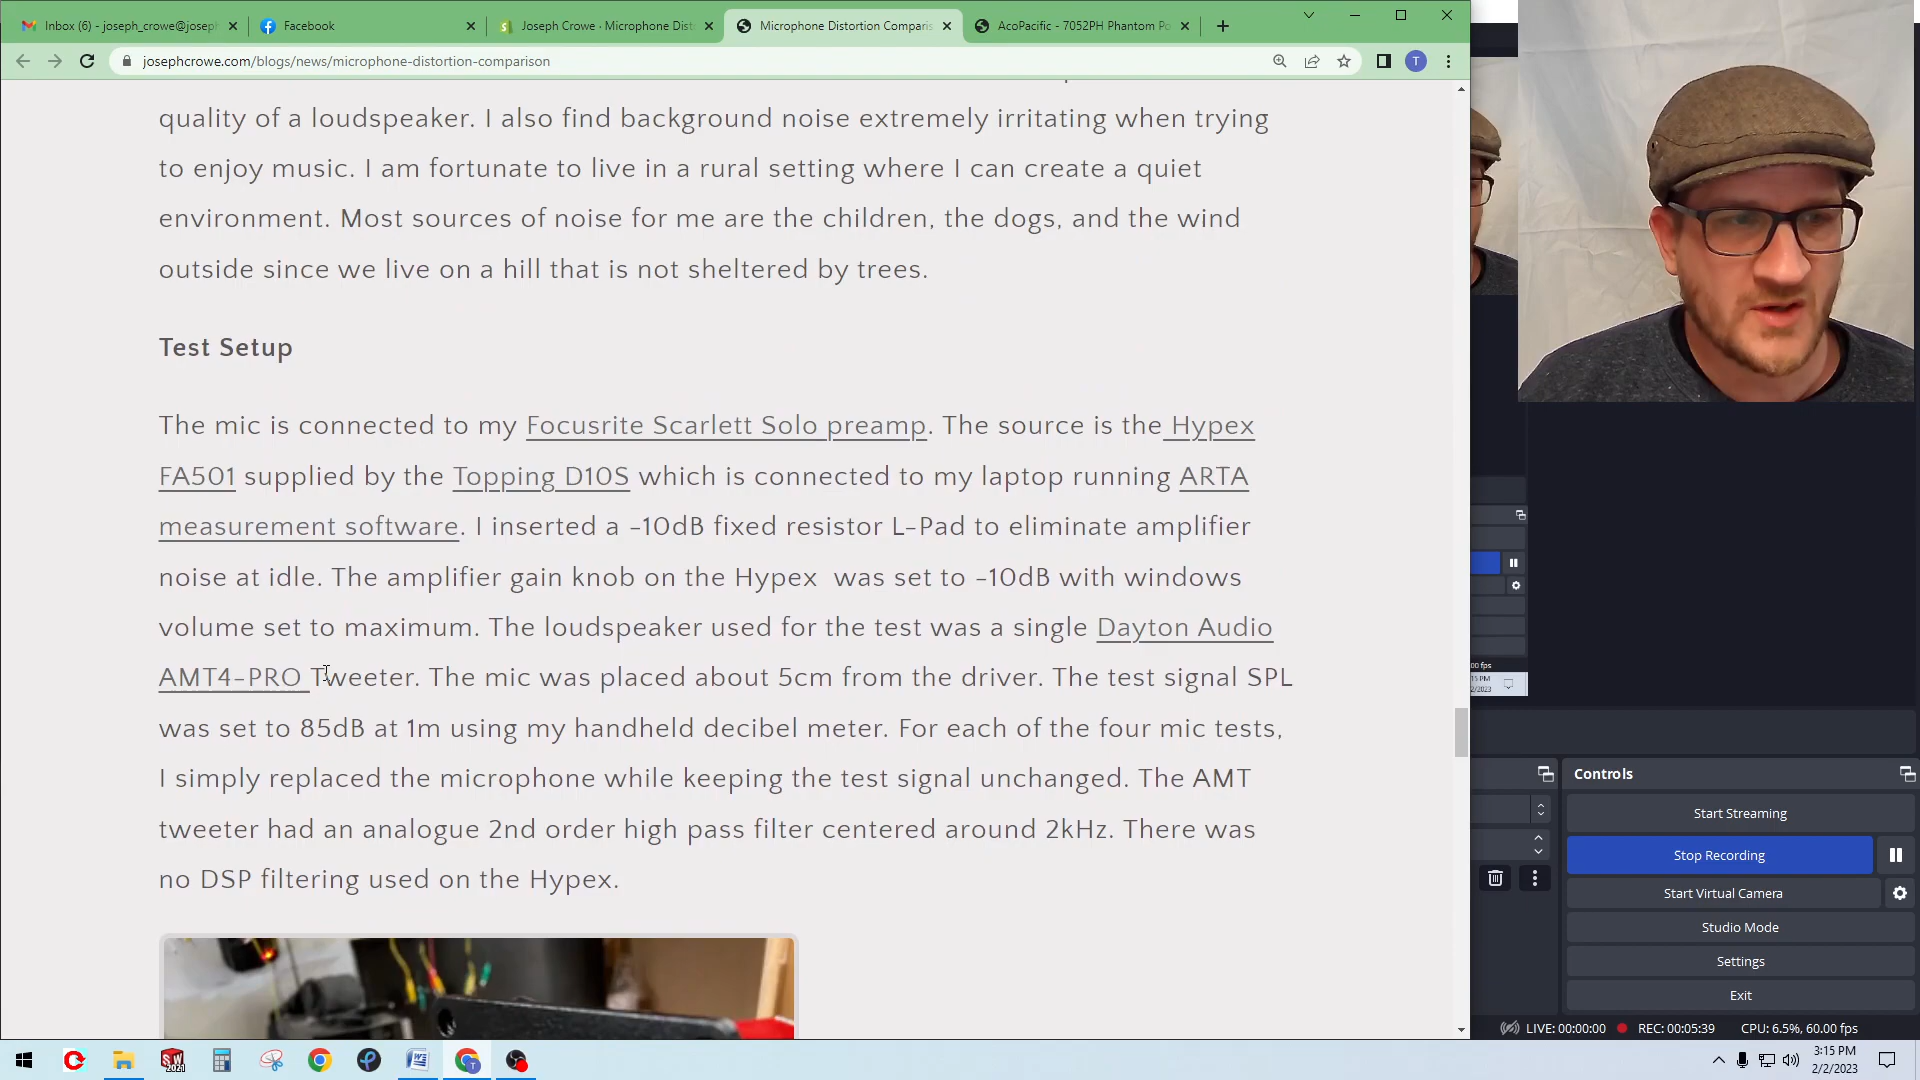 Inbox (6) - joseph_crowe@joseph
Facebook
Joseph Crowe · Microphone Dist
Microphone Distortion Comparis
AcoPacific - 7052PH Phantom Po
josephcrowe.com/blogs/news/microphone-distortion-comparison
T
quality of a loudspeaker. I also find background noise extremely irritating when trying
to enjoy music. I am fortunate to live in a rural setting where I can create a quiet
environment. Most sources of noise for me are the children, the dogs, and the wind
outside since we live on a hill that is not sheltered by trees.
Test Setup
The mic is connected to my Focusrite Scarlett Solo preamp. The source is the Hypex
FA501 supplied by the Topping D10S which is connected to my laptop running ARTA
measurement software. I inserted a -10dB fixed resistor L-Pad to eliminate amplifier
noise at idle. The amplifier gain knob on the Hypex was set to -10dB with windows
volume set to maximum. The loudspeaker used for the test was a single Dayton Audio
AMT4-PRO Tweeter. The mic was placed about 5cm from the driver. The test signal SPL
was set to 85dB at 1m using my handheld decibel meter. For each of the four mic tests,
I simply replaced the microphone while keeping the test signal unchanged. The AMT
tweeter had an analogue 2nd order high pass filter centered around 2kHz. There was
no DSP filtering used on the Hypex.
00 fps
15 PM
2/2023
Controls
Start Streaming
Stop Recording
Start Virtual Camera
Studio Mode
Settings
Exit
LIVE: 00:00:00
REC: 00:05:39
CPU: 6.5%, 60.00 fps
SW
2021
T
3:15 PM
2/2/2023